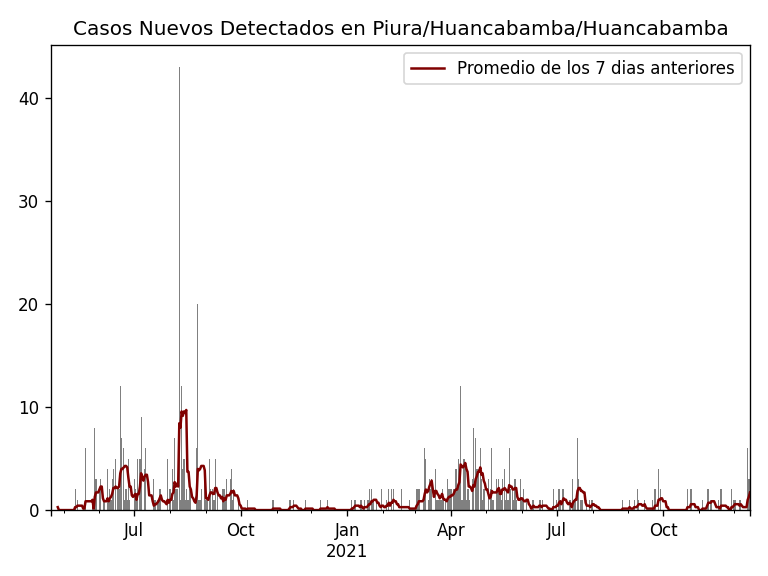 Casos Nuevos Detectados en Piura/Huancabamba/Huancabamba
Promedio de los 7 dias anteriores
40
30
20
10
0
Jul
Oct
Jan
2021
Apr
Jul
Oct